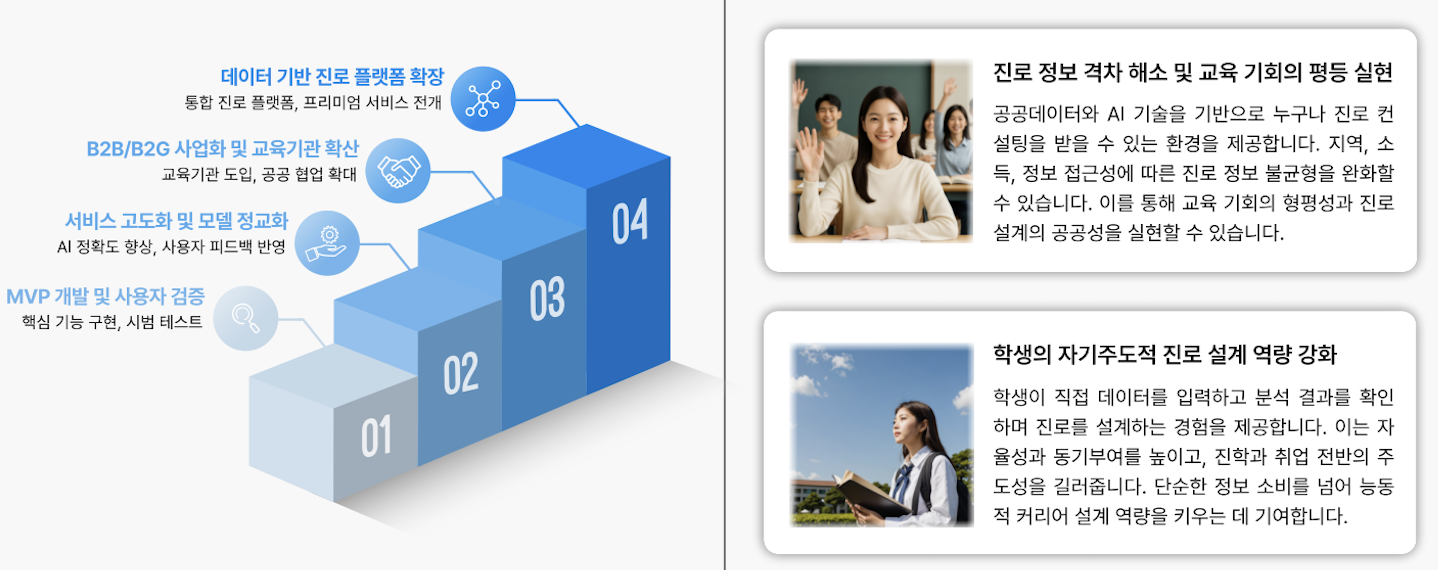 데이터 기반 진로 플랫폼 확장
통합 진로 플랫폼, 프리미엄 서비스 전개
B2B/B2G 사업화 및 교육기관 확산
교육기관 도입, 공공 협업 확대
서비스 고도화 및 모델 정교화
AI 정확도 향상, 사용자 피드백 반영
MVP 개발 및 사용자 검증
핵심 기능 구현, 시범 테스트
01
02
03
04
진로 정보 격차 해소 및 교육 기회의 평등 실현
공공데이터와 AI 기술을 기반으로 누구나 진로 컨
설팅을 받을 수 있는 환경을 제공합니다. 지역, 소
득, 정보 접근성에 따른 진로 정보 불균형을 완화할
수 있습니다. 이를 통해 교육 기회의 형평성과 진로
설계의 공공성을 실현할 수 있습니다.
학생의 자기주도적 진로 설계 역량 강화
학생이 직접 데이터를 입력하고 분석 결과를 확인
하며 진로를 설계하는 경험을 제공합니다. 이는 자
율성과 동기부여를 높이고, 진학과 취업 전반의 주
도성을 길러줍니다. 단순한 정보 소비를 넘어 능동
적 커리어 설계 역량을 키우는 데 기여합니다.